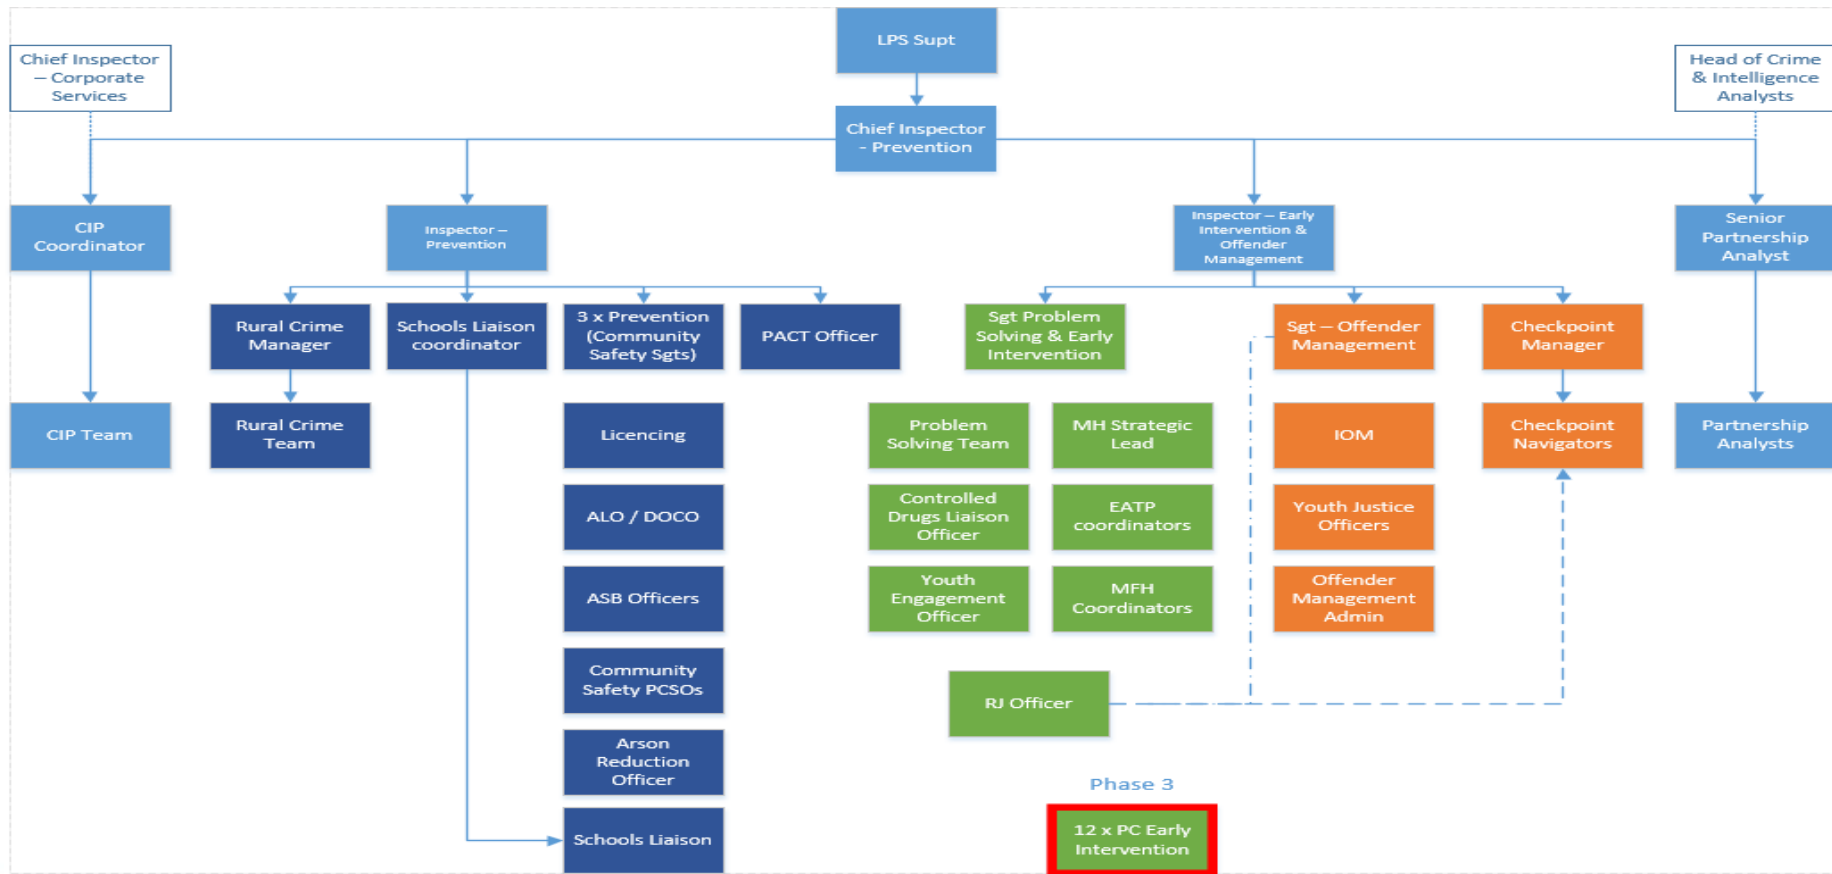 LPS Supt
Chief Inspector
– Corporate
Services
Head of Crime
& Intelligence
Analysts
Chief Inspector
- Prevention
CIP
Coordinator
Inspector –
Prevention
Inspector – Early
Intervention &
Offender
Management
Senior
Partnership
Analyst
Rural Crime
Manager
Schools Liaison
coordinator
3 x Prevention
(Community
Safety Sgts)
PACT Officer
Sgt Problem
Solving & Early
Intervention
Sgt – Offender
Management
Checkpoint
Manager
CIP Team
Rural Crime
Team
Licencing
Problem
Solving Team
MH Strategic
Lead
IOM
Checkpoint
Navigators
Partnership
Analysts
ALO / DOCO
Controlled
Drugs Liaison
Officer
EATP
coordinators
Youth Justice
Officers
ASB Officers
Youth
Engagement
Officer
MFH
Coordinators
Offender
Management
Admin
Community
Safety PCSOs
RJ Officer
Arson
Reduction
Officer
Phase 3
Schools Liaison
12 x PC Early
Intervention